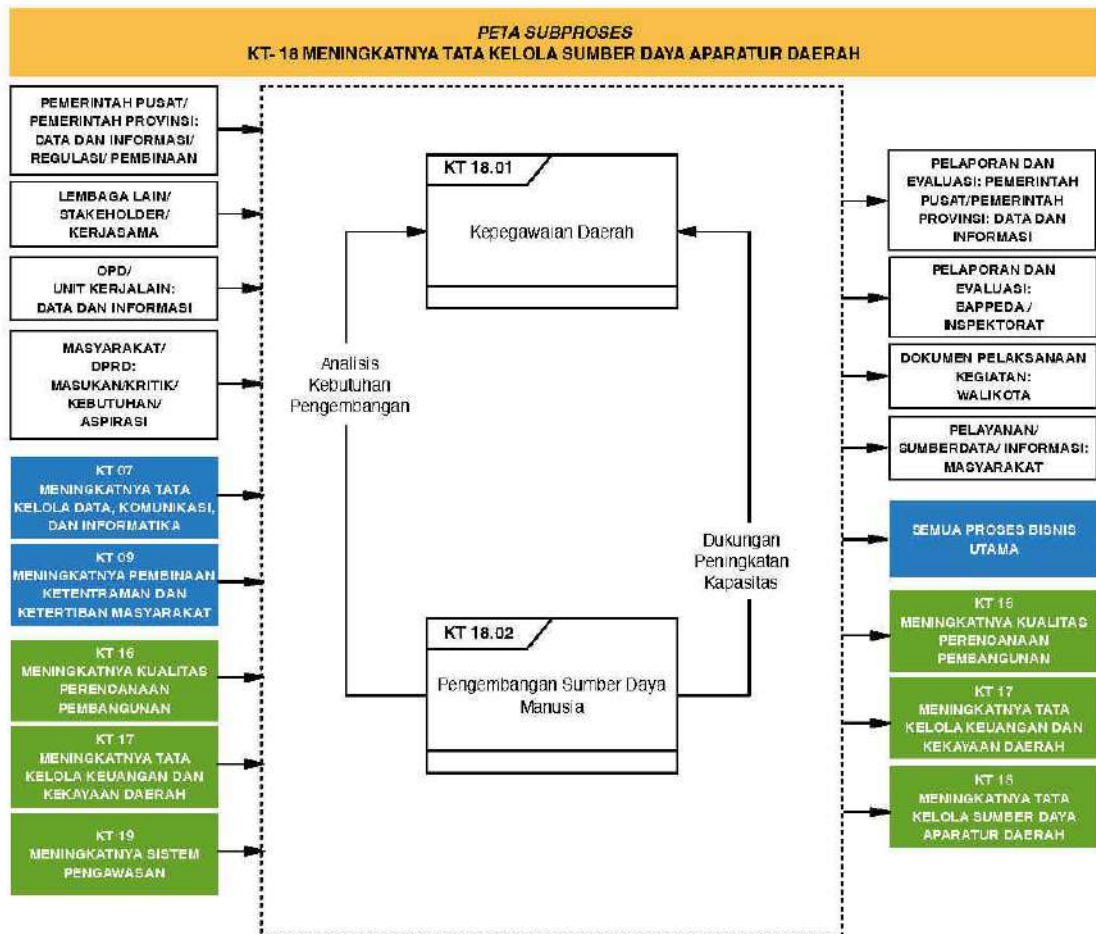 PETA SUBPROSES
KT- 18 MENINGKATNYA TATA KELOLA SUMBER DAYA APARATUR DAERAH
PEMERINTAH PUSAT/
PEMERINTAH PROVINSI:
DATA DAN INFORMASI/
REGULASI/ PEMBINAAN
LEMBAGA LAIN/
STAKEHOLDER/
KERJASAMA
OPD/
UNIT KERJALAIN:
DATA DAN INFORMASI
MASYARAKAT/
DPRD:
MASUKAN/KRITIK/
KEBUTUHAN/
ASPIRASI
KT 07
MENINGKATNYA TATA
KELOLA DATA, KOMUNIKASI,
DAN INFORMATIKA
KT 09
MENINGKATNYA PEMBINAAN
KETENTRAMAN DAN
KETERTIBAN MASYARAKAT
KT 16
MENINGKATNYA KUALITAS
PERENCANAAN
PEMBANGUNAN
KT 17
MENINGKATNYA TATA
KELOLA KEUANGAN DAN
KEKAYAAN DAERAH
KT 19
MENINGKATNYA SISTEM
PENGAWASAN
KT 18.01
Kepegawaian Daerah
Analisis
Kebutuhan
Pengembangan
Dukungan
Peningkatan
Kapasitas
KT 18.02
Pengembangan Sumber Daya
Manusia
PELAPORAN DAN
EVALUASI: PEMERINTAH
PUSAT/PEMERINTAH
PROVINSI: DATA DAN
INFORMASI
PELAPORAN DAN
EVALUASI:
BAPPEDA /
INSPEKTORAT
DOKUMEN PELAKSANAAN
KEGIATAN:
WALIKOTA
PELAYANAN/
SUMBERDATA/ INFORMASI:
MASYARAKAT
SEMUA PROSES BISNIS
UTAMA
KT 16
MENINGKATNYA KUALITAS
PERENCANAAN
PEMBANGUNAN
KT 17
MENINGKATNYA TATA
KELOLA KEUANGAN DAN
KEKAYAAN DAERAH
KT 18
MENINGKATNYA TATA
KELOLA SUMBER DAYA
APARATUR DAERAH